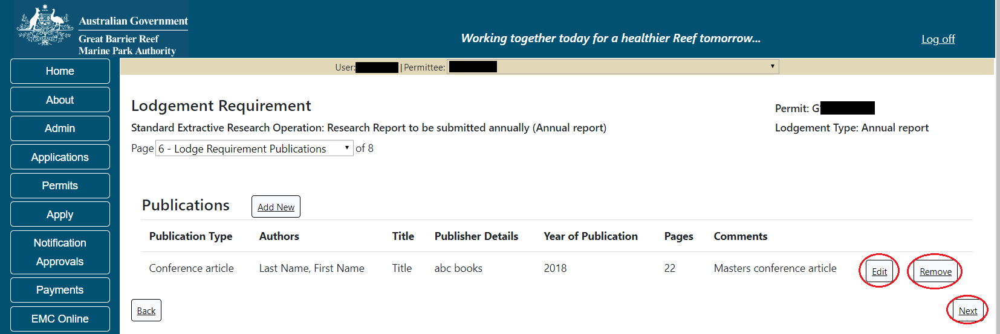 Australian Government
Great Barrier Reef
Marine Park Authority
Working together today for a healthier Reef tomorrow...
Log off
Home
About
Admin
Applications
Permits
Apply
Notification
Approvals
Payments
EMC Online
User: | Permittee:
Lodgement Requirement
Permit: G
Standard Extractive Research Operation: Research Report to be submitted annually (Annual report)
Lodgement Type: Annual report
Page 6 - Lodge Requirement Publications of 8
Publications Add New
Publication Type Authors Title Publisher Details Year of Publication Pages Comments
Conference article Last Name, First Name Title abc books 2018 22 Masters conference article Edit Remove
Back Next